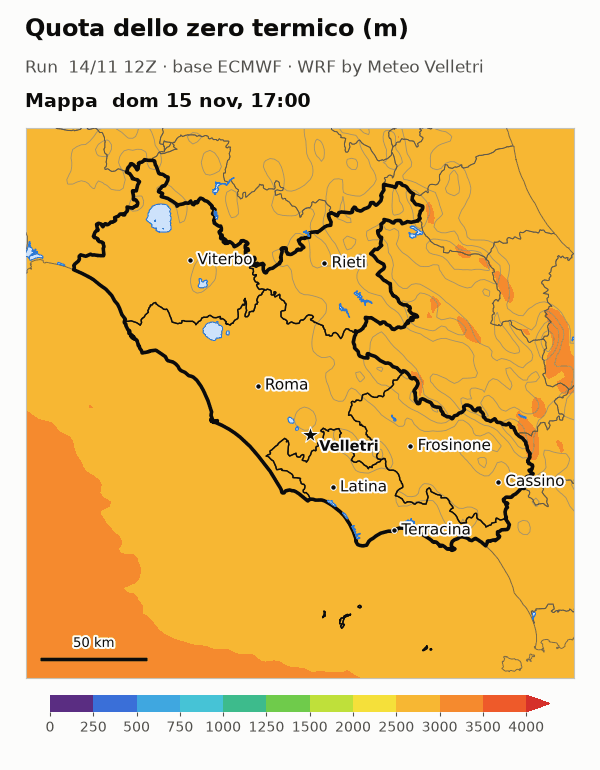 Quota dello zero termico (m)
Run 14/11 12Z · base ECMWF · WRF by Meteo Velletri
Mappa dom 15 nov, 17:00
Viterbo
Rieti
Roma
Velletri
Frosinone
Latina
Cassino
Terracina
50 km
0 250 500 750 1000 1250 1500 2000 2500 3000 3500 4000